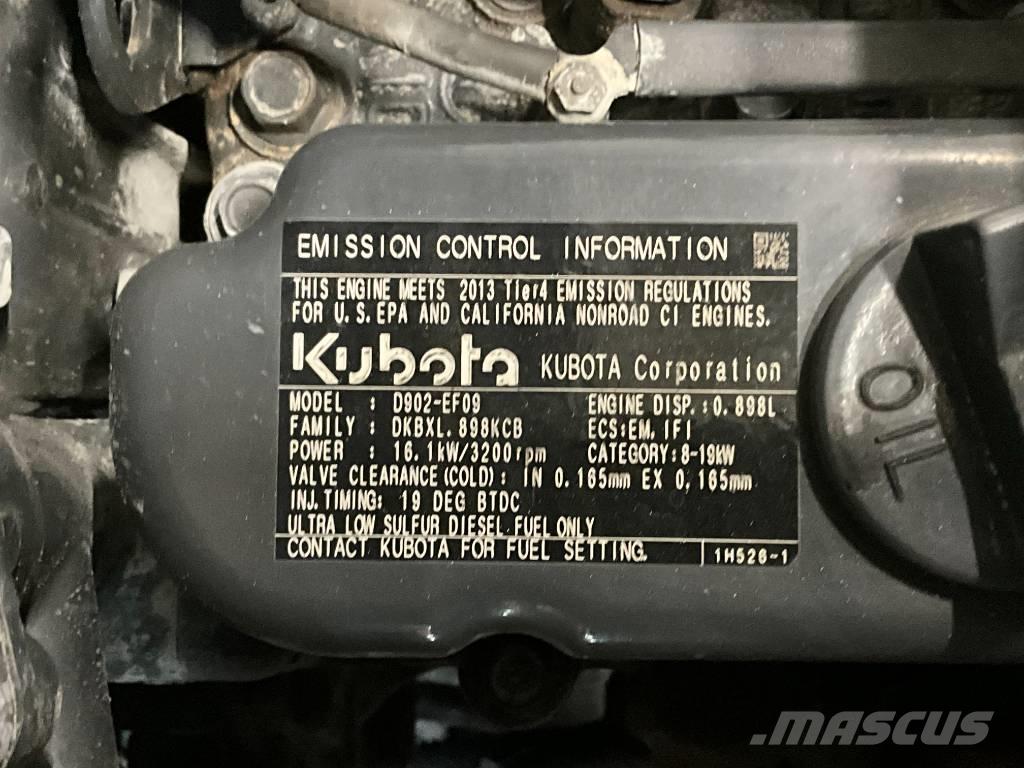 EMISSION CONTROL INFORMATION
THIS ENGINE MEETS 2013 Tier4 EMISSION REGULATIONS
FOR U.S.EPA AND CALIFORNIA NONROAD CI ENGINES.
Kubota KUBOTA Corporation
MODEL : D902-EF09 ENGINE DISP.:0.898L
FAMILY : DKBXL.898KCB ECS:EM,IFI
POWER : 16.1kW/3200rpm CATEGORY:8-19kW
VALVE CLEARANCE(COLD): IN 0.165mm EX 0.165mm
INJ.TIMING: 19 DEG BTDC
ULTRA LOW SULFUR DIESEL FUEL ONLY
CONTACT KUBOTA FOR FUEL SETTING. 1H526-1
OIL
MASCUS